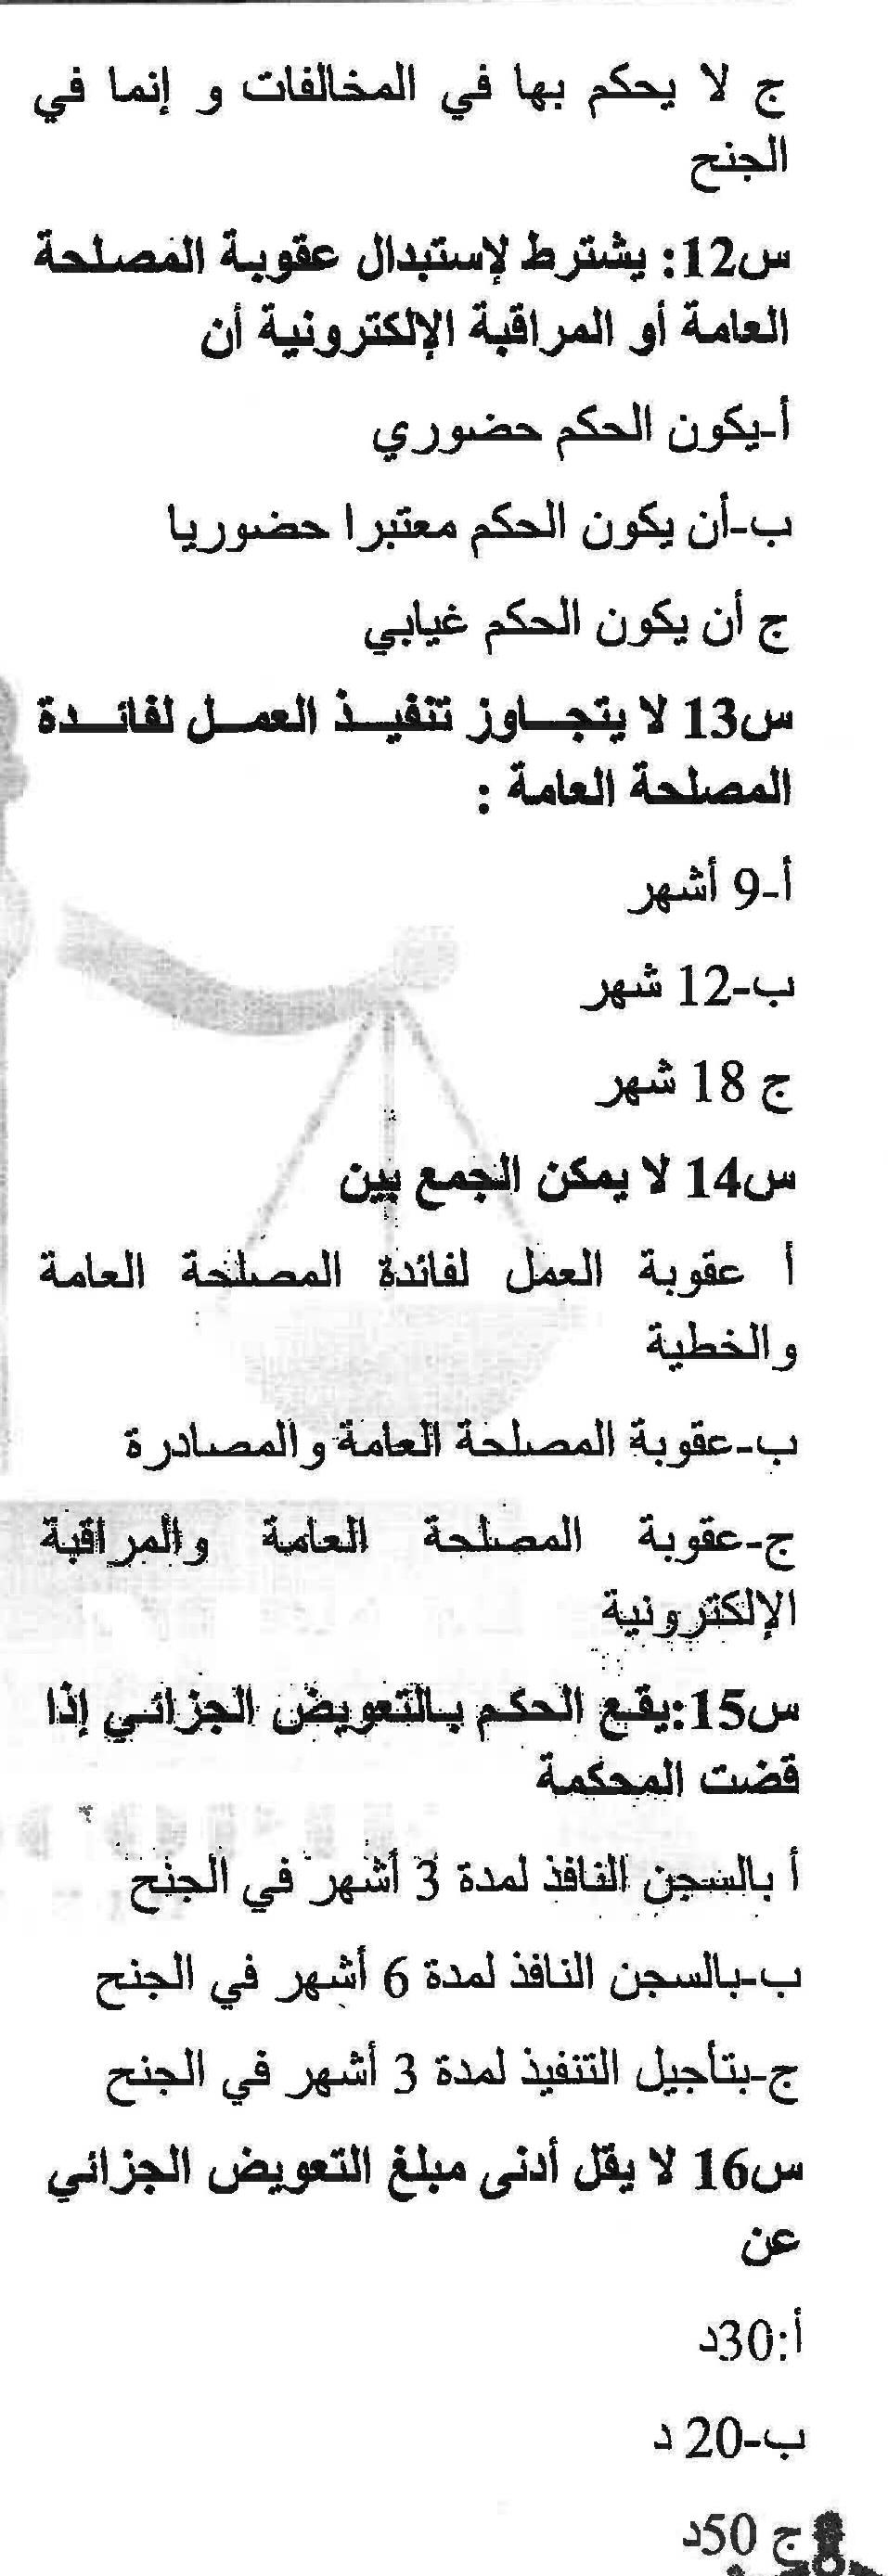 ج لا يحكم بها في المخالفات و إنما في
الجنح
س12: يشترط لإستبدال عقوبة المصلحة
العامة أو المراقبة الإلكترونية أن
أ-يكون الحكم حضوري
ب-أن يكون الحكم معتبرا حضوريا
ج أن يكون الحكم غيابي
س13 لا يتجاوز تنفيذ العمل لفائدة
المصلحة العامة :
أ-9 أشهر
ب-12 شهر
ج 18 شهر
س14 لا يمكن الجمع بين
أ عقوبة العمل لفائدة المصلحة العامة
والخطية
ب-عقوبة المصلحة العامة والمصادرة
ج-عقوبة المصلحة العامة والمراقبة
الإلكترونية
س15:يقع الحكم بالتعويض الجزائي إذا
قضت المحكمة
أ بالسجن النافذ لمدة 3 أشهر في الجنح
ب-بالسجن النافذ لمدة 6 أشهر في الجنح
ج-بتأجيل التنفيذ لمدة 3 أشهر في الجنح
س16 لا يقل أدنى مبلغ التعويض الجزائي
عن
أ:30د
ب-20 د
ج 50د